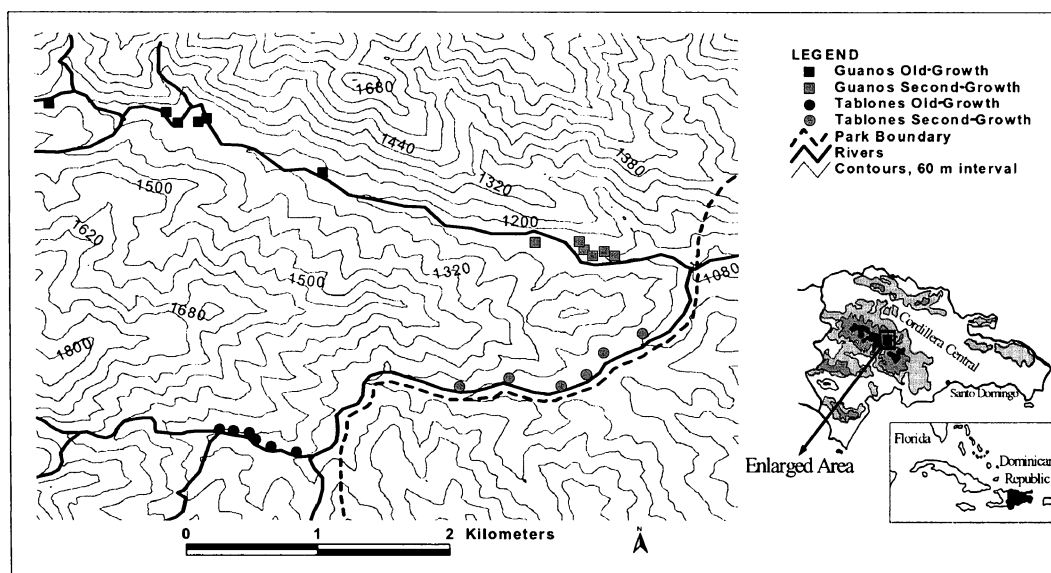 1680
1440
1380
1320
1200
1500
1620
1320
1500
1080
1680
1800
0 1 2 Kilometers
N
LEGEND
Guanos Old-Growth
Guanos Second-Growth
Tablones Old-Growth
Tablones Second-Growth
Park Boundary
Rivers
Contours, 60 m interval
Cordillera Central
Santo Domingo
Enlarged Area
Florida
Dominican
Republic